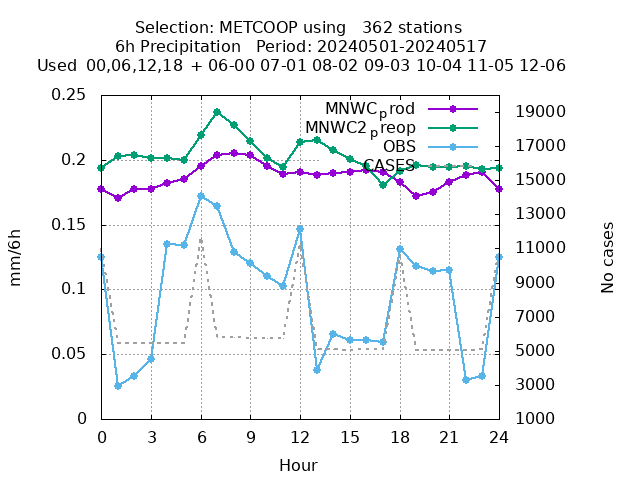 Selection: METCOOP using   362 stations
6h Precipitation   Period: 20240501-20240517
Used 00,06,12,18 + 06-00 07-01 08-02 09-03 10-04 11-05 12-06
MNWC_prod
MNWC2_preop
OBS
CASES
0.25
0.2
0.15
0.1
0.05
0
mm/6h
19000
17000
15000
13000
11000
9000
7000
5000
3000
1000
No cases
0 3 6 9 12 15 18 21 24
Hour